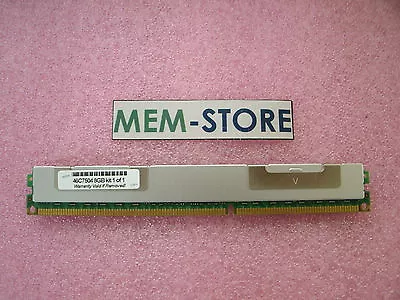 MEM-STORE
46C7504 8GB kit 1 of 1
Warranty Void if Removed!
V